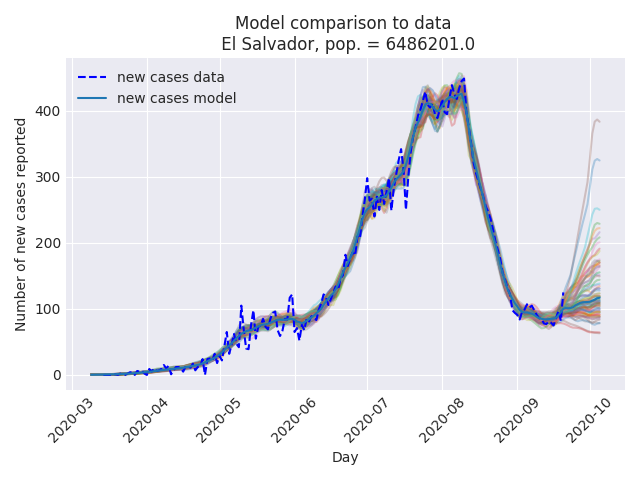 Model comparison to data
El Salvador, pop. = 6486201.0
new cases data
new cases model
Number of new cases reported
400
300
200
100
0
2020-03
2020-04
2020-05
2020-06
2020-07
2020-08
2020-09
2020-10
Day